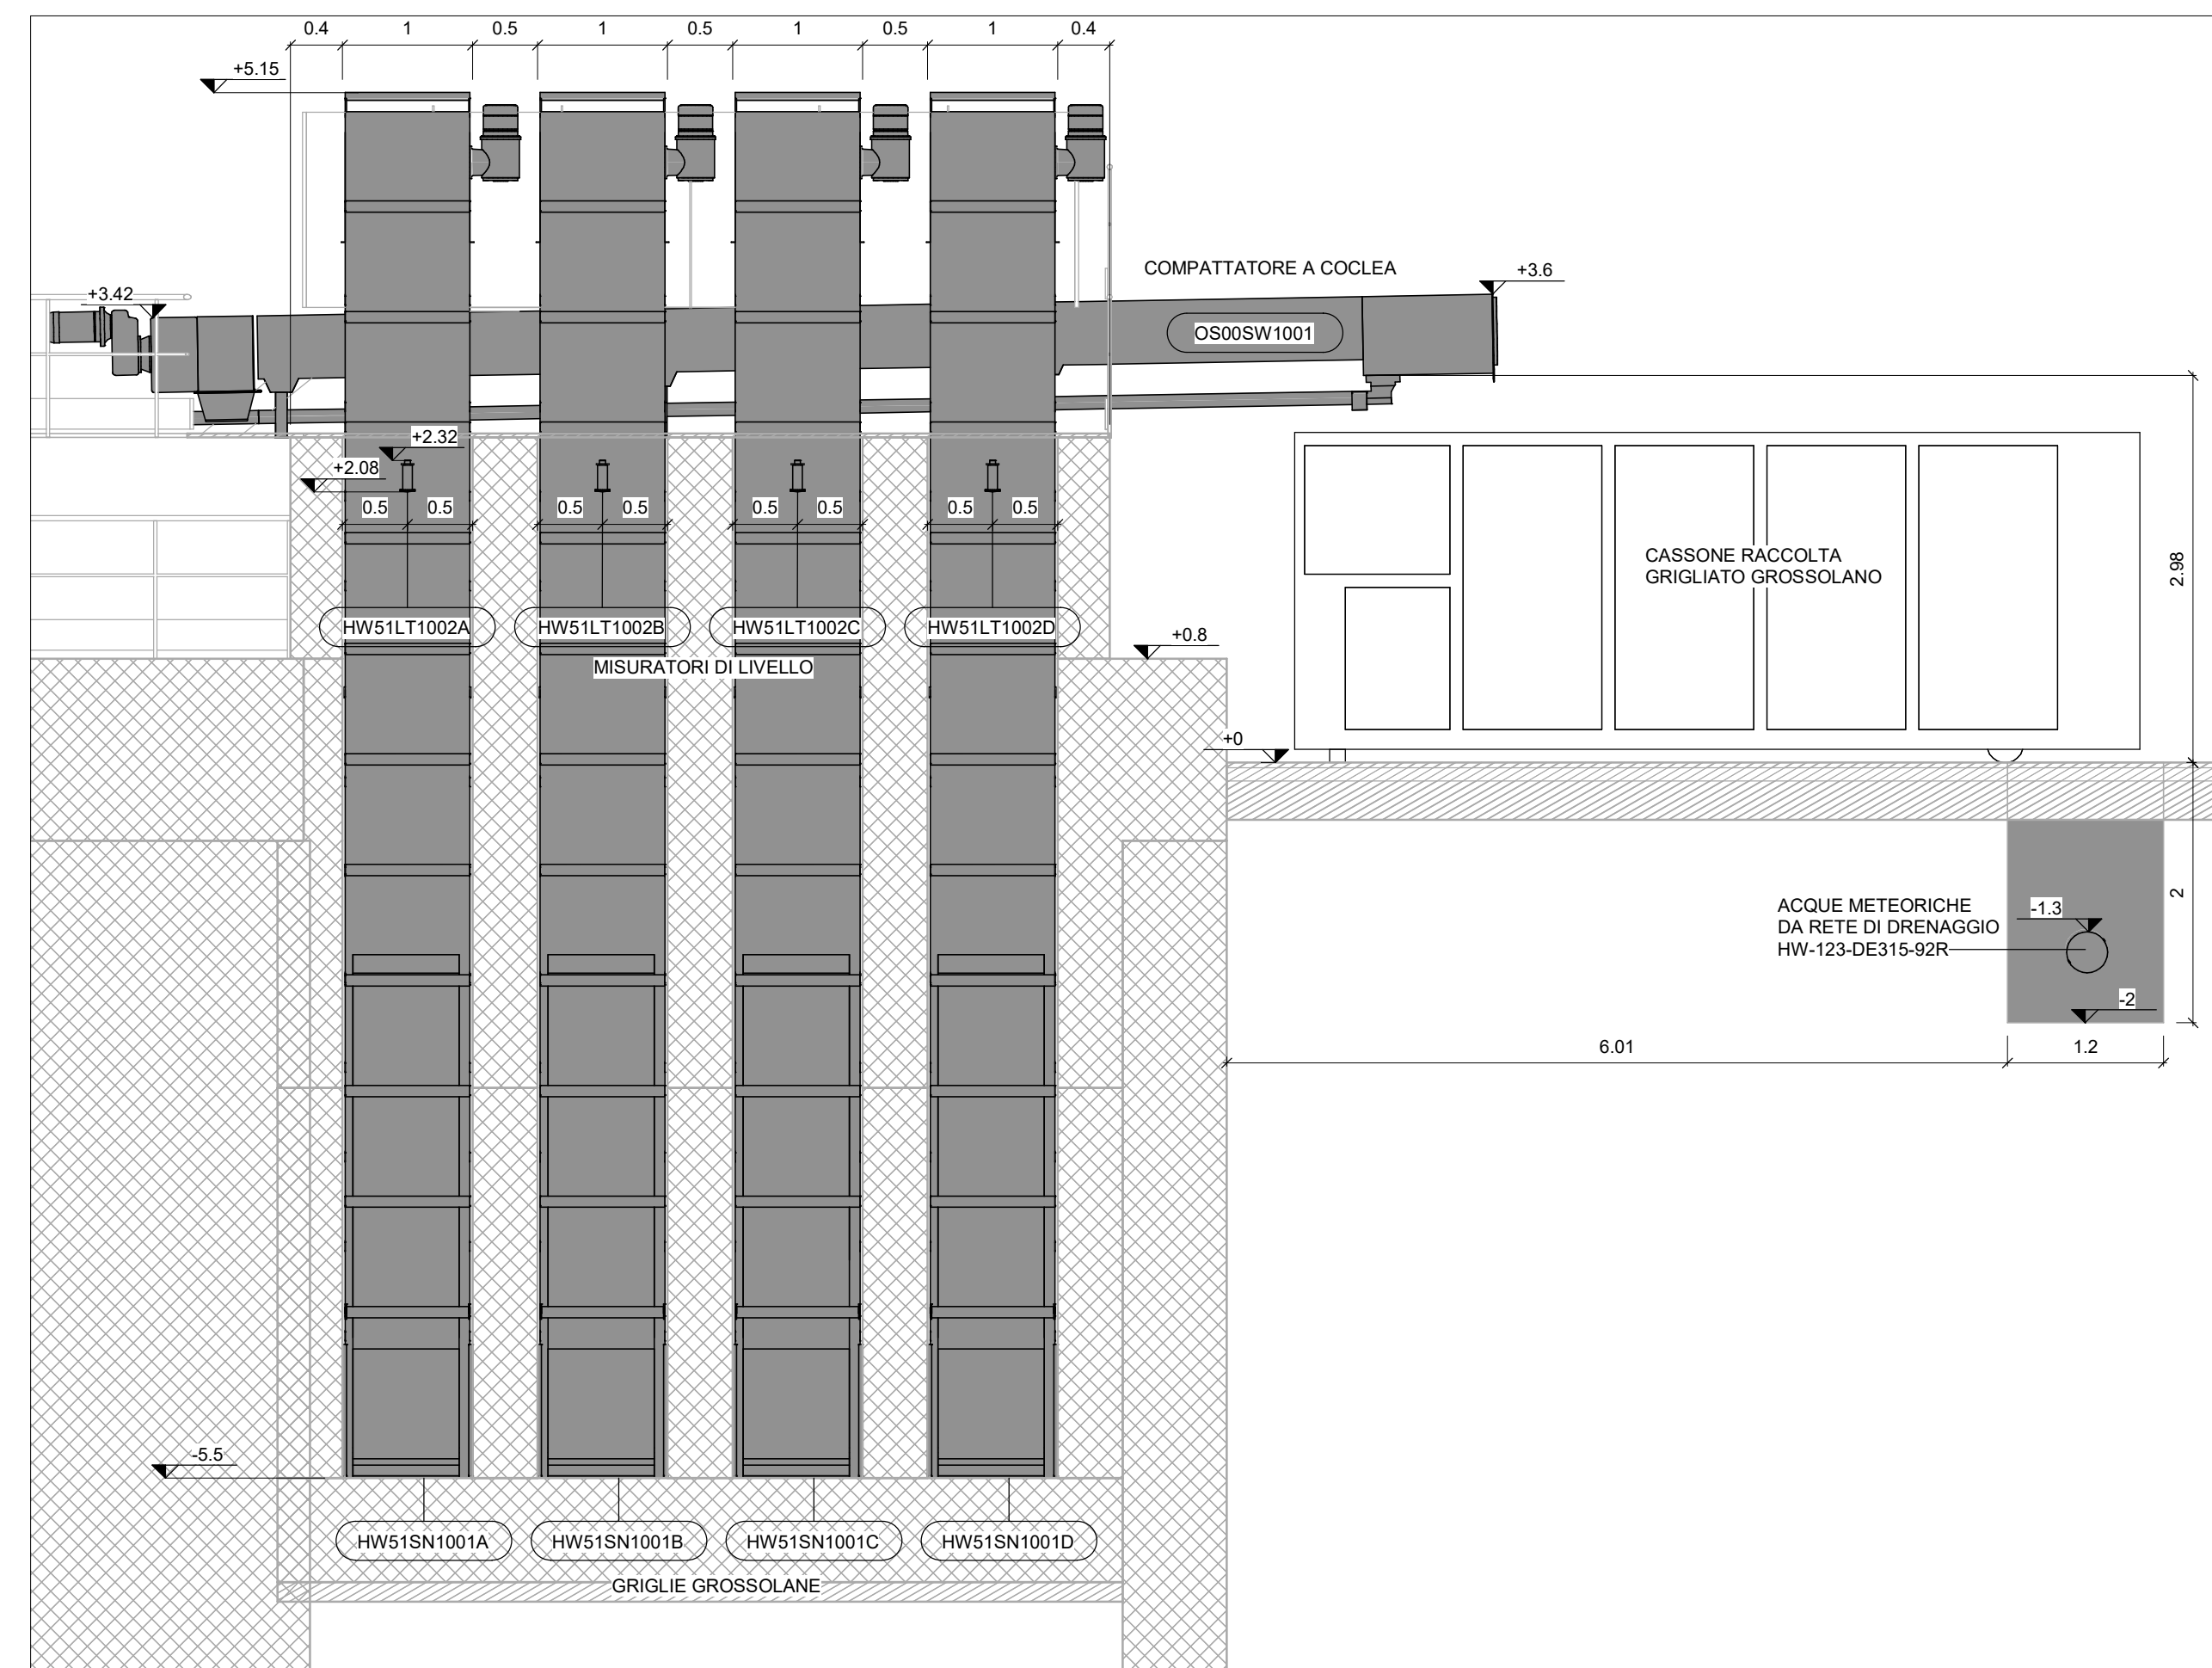 0.4 1 0.5 1 0.5 1 0.5 1 0.4
+5.15
COMPATTATORE A COCLEA
+3.6
+3.42
OS00SW1001
+2.32
+2.08
0.5 0.5 0.5 0.5 0.5 0.5 0.5 0.5
CASSONE RACCOLTA
GRIGLIATO GROSSOLANO
2.98
HW51LT1002A HW51LT1002B HW51LT1002C HW51LT1002D
+0.8
MISURATORI DI LIVELLO
+0
2
ACQUE METEORICHE
DA RETE DI DRENAGGIO
HW-123-DE315-92R
-1.3
-2
6.01 1.2
-5.5
HW51SN1001A HW51SN1001B HW51SN1001C HW51SN1001D
GRIGLIE GROSSOLANE